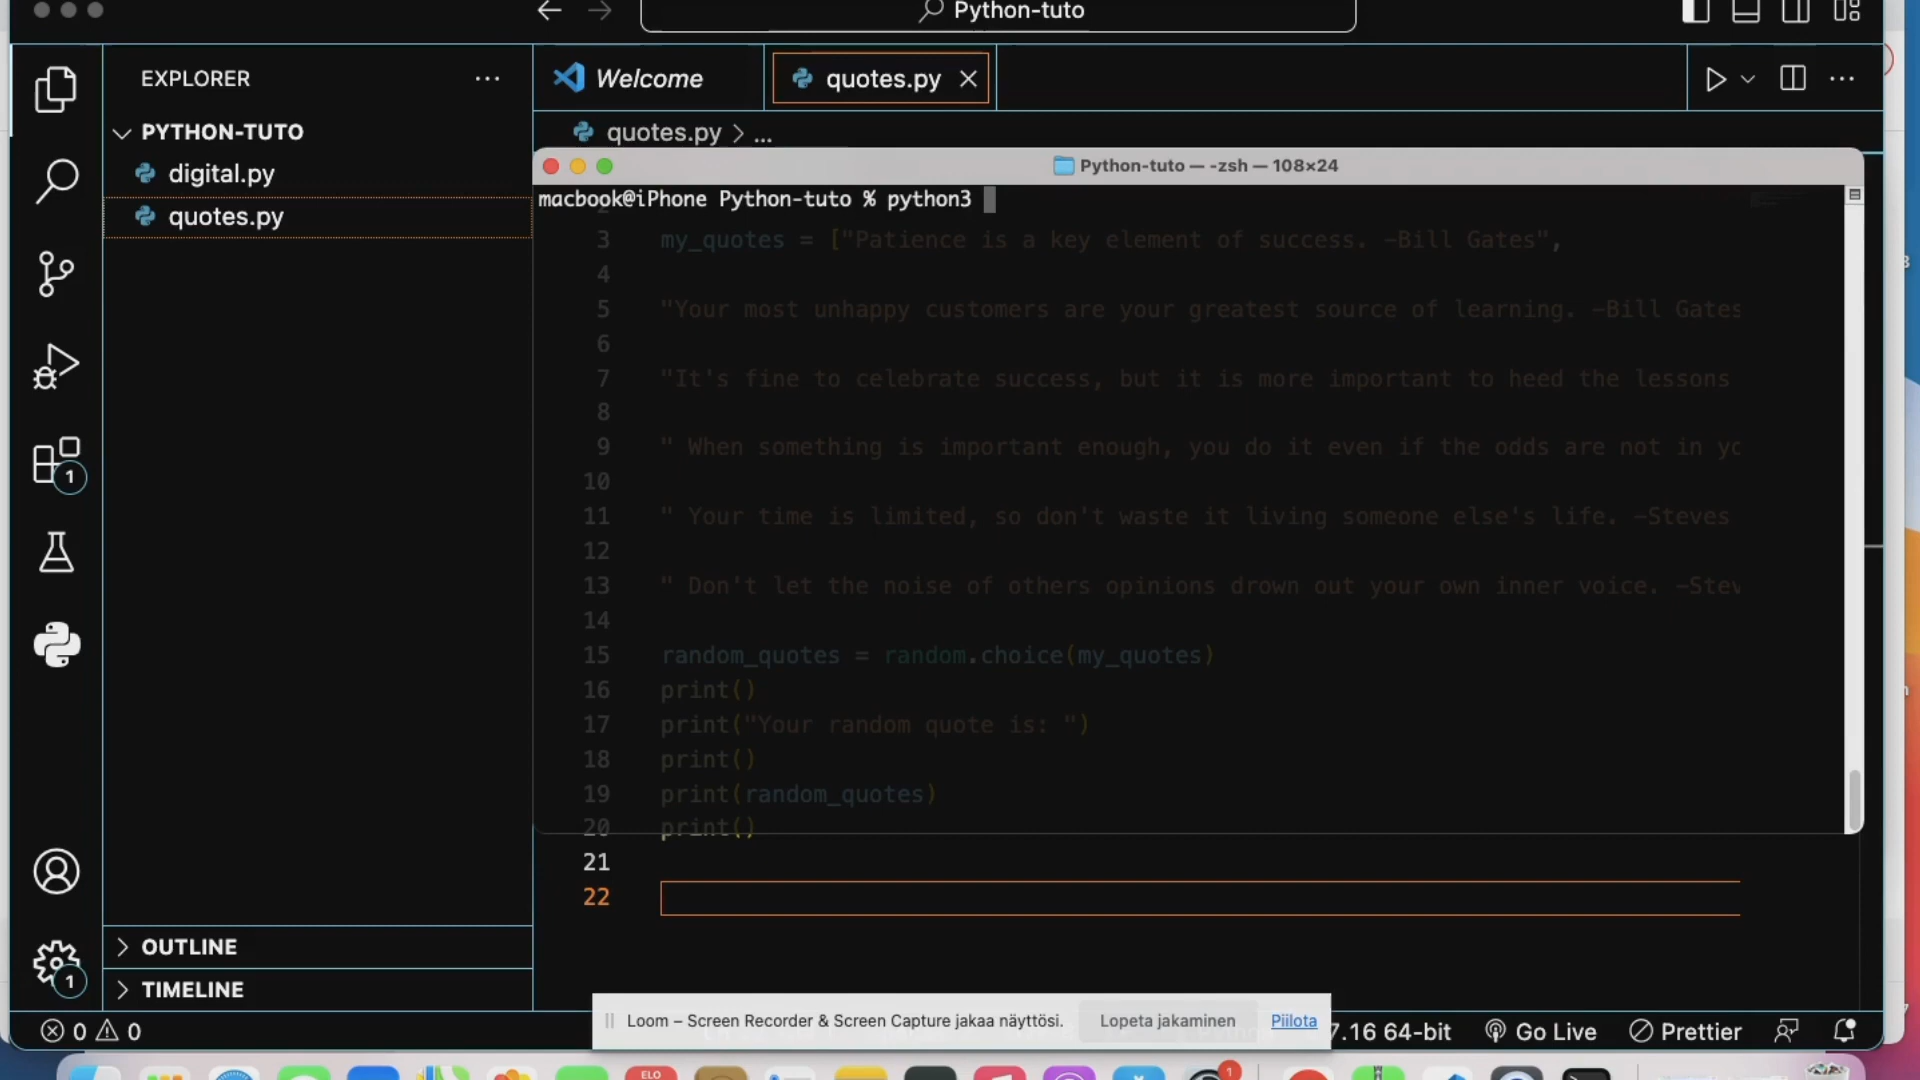 Python-tuto
EXPLORER
Welcome
quotes.py
PYTHON-TUTO
quotes.py > ...
digital.py
quotes.py
Python-tuto — -zsh — 108×24
macbook@iPhone Python-tuto % python3
3 my_quotes = ["Patience is a key element of success. -Bill Gates",
4
5 "Your most unhappy customers are your greatest source of learning. -Bill Gates
6
7 "It's fine to celebrate success, but it is more important to heed the lessons
8
9 " When something is important enough, you do it even if the odds are not in yo
10
11 " Your time is limited, so don't waste it living someone else's life. -Steves
12
13 " Don't let the noise of others opinions drown out your own inner voice. -Stev
14
15 random_quotes = random.choice(my_quotes)
16 print()
17 print("Your random quote is: ")
18 print()
19 print(random_quotes)
20 print()
21
22
1
1
OUTLINE
TIMELINE
Loom – Screen Recorder & Screen Capture jakaa näyttösi.
Lopeta jakaminen
Piilota
0 0
7.16 64-bit
Go Live
Prettier
ELO
1